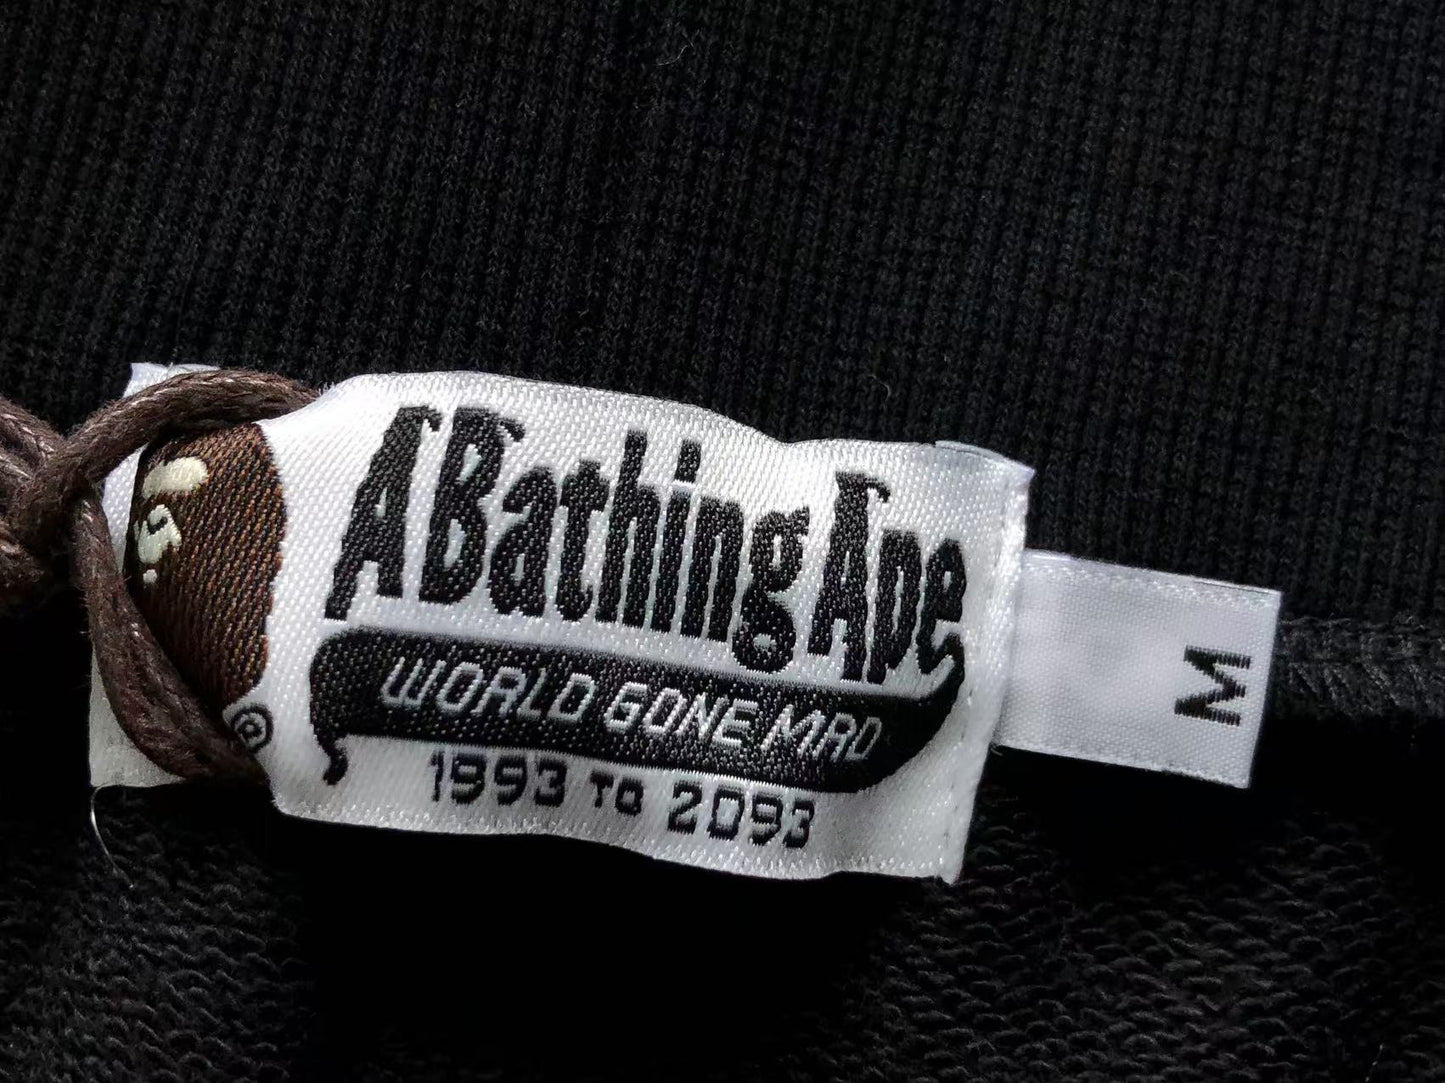 A Bathing Ape
WORLD GONE MAD
1993 TO 2093
®
M